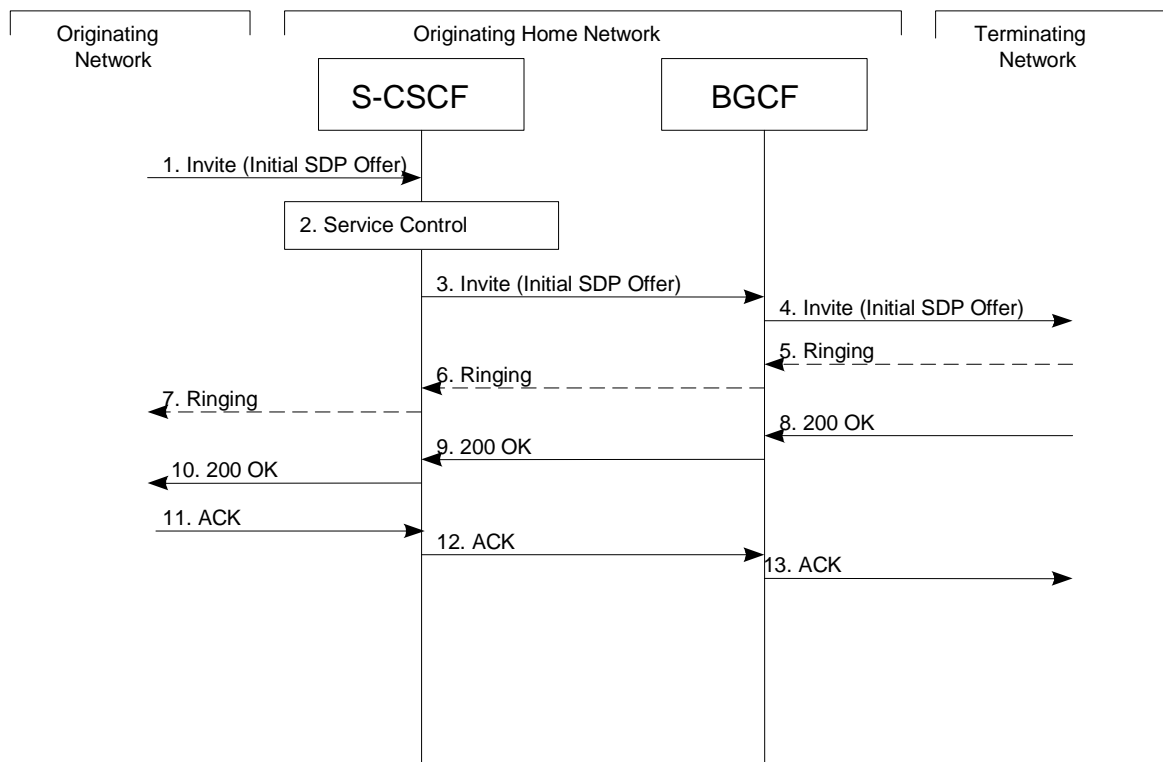 Originating
Network
Originating Home Network
Terminating
Network
S-CSCF
BGCF
1. Invite (Initial SDP Offer)
2. Service Control
3. Invite (Initial SDP Offer)
4. Invite (Initial SDP Offer)
5. Ringing
6. Ringing
7. Ringing
8. 200 OK
9. 200 OK
10. 200 OK
11. ACK
12. ACK
13. ACK